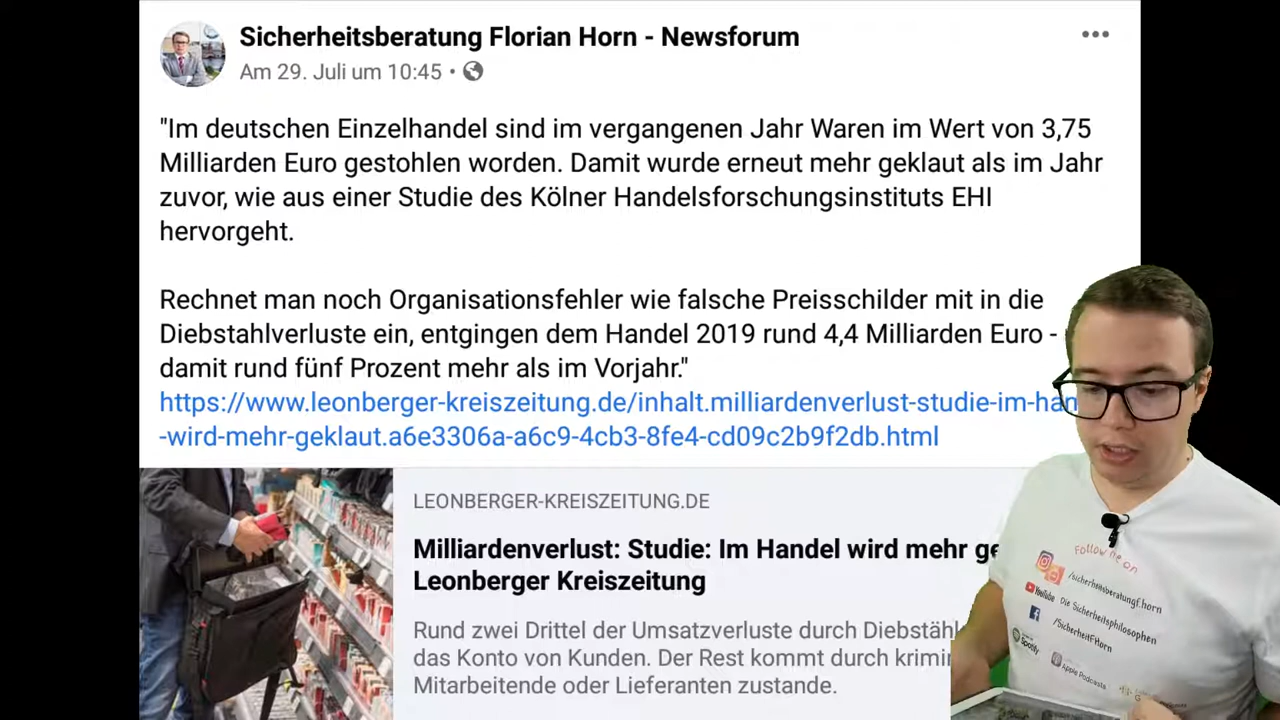 Sicherheitsberatung Florian Horn - Newsforum
Am 29. Juli um 10:45 •
"Im deutschen Einzelhandel sind im vergangenen Jahr Waren im Wert von 3,75
Milliarden Euro gestohlen worden. Damit wurde erneut mehr geklaut als im Jahr
zuvor, wie aus einer Studie des Kölner Handelsforschungsinstituts EHI
hervorgeht.
Rechnet man noch Organisationsfehler wie falsche Preisschilder mit in die
Diebstahlverluste ein, entgingen dem Handel 2019 rund 4,4 Milliarden Euro -
damit rund fünf Prozent mehr als im Vorjahr."
https://www.leonberger-kreiszeitung.de/inhalt.milliardenverlust-studie-im-han
-wird-mehr-geklaut.a6e3306a-a6c9-4cb3-8fe4-cd09c2b9f2db.html
LEONBERGER-KREISZEITUNG.DE
Milliardenverlust: Studie: Im Handel wird mehr ge
Leonberger Kreiszeitung
Rund zwei Drittel der Umsatzverluste durch Diebstähl
das Konto von Kunden. Der Rest kommt durch krimin
Mitarbeitende oder Lieferanten zustande.
Follow me on
/sicherheitsberatungf.horn
YouTube Die Sicherheitsphilosophen
/SicherheitFHorn
Spotify
Apple Podcasts